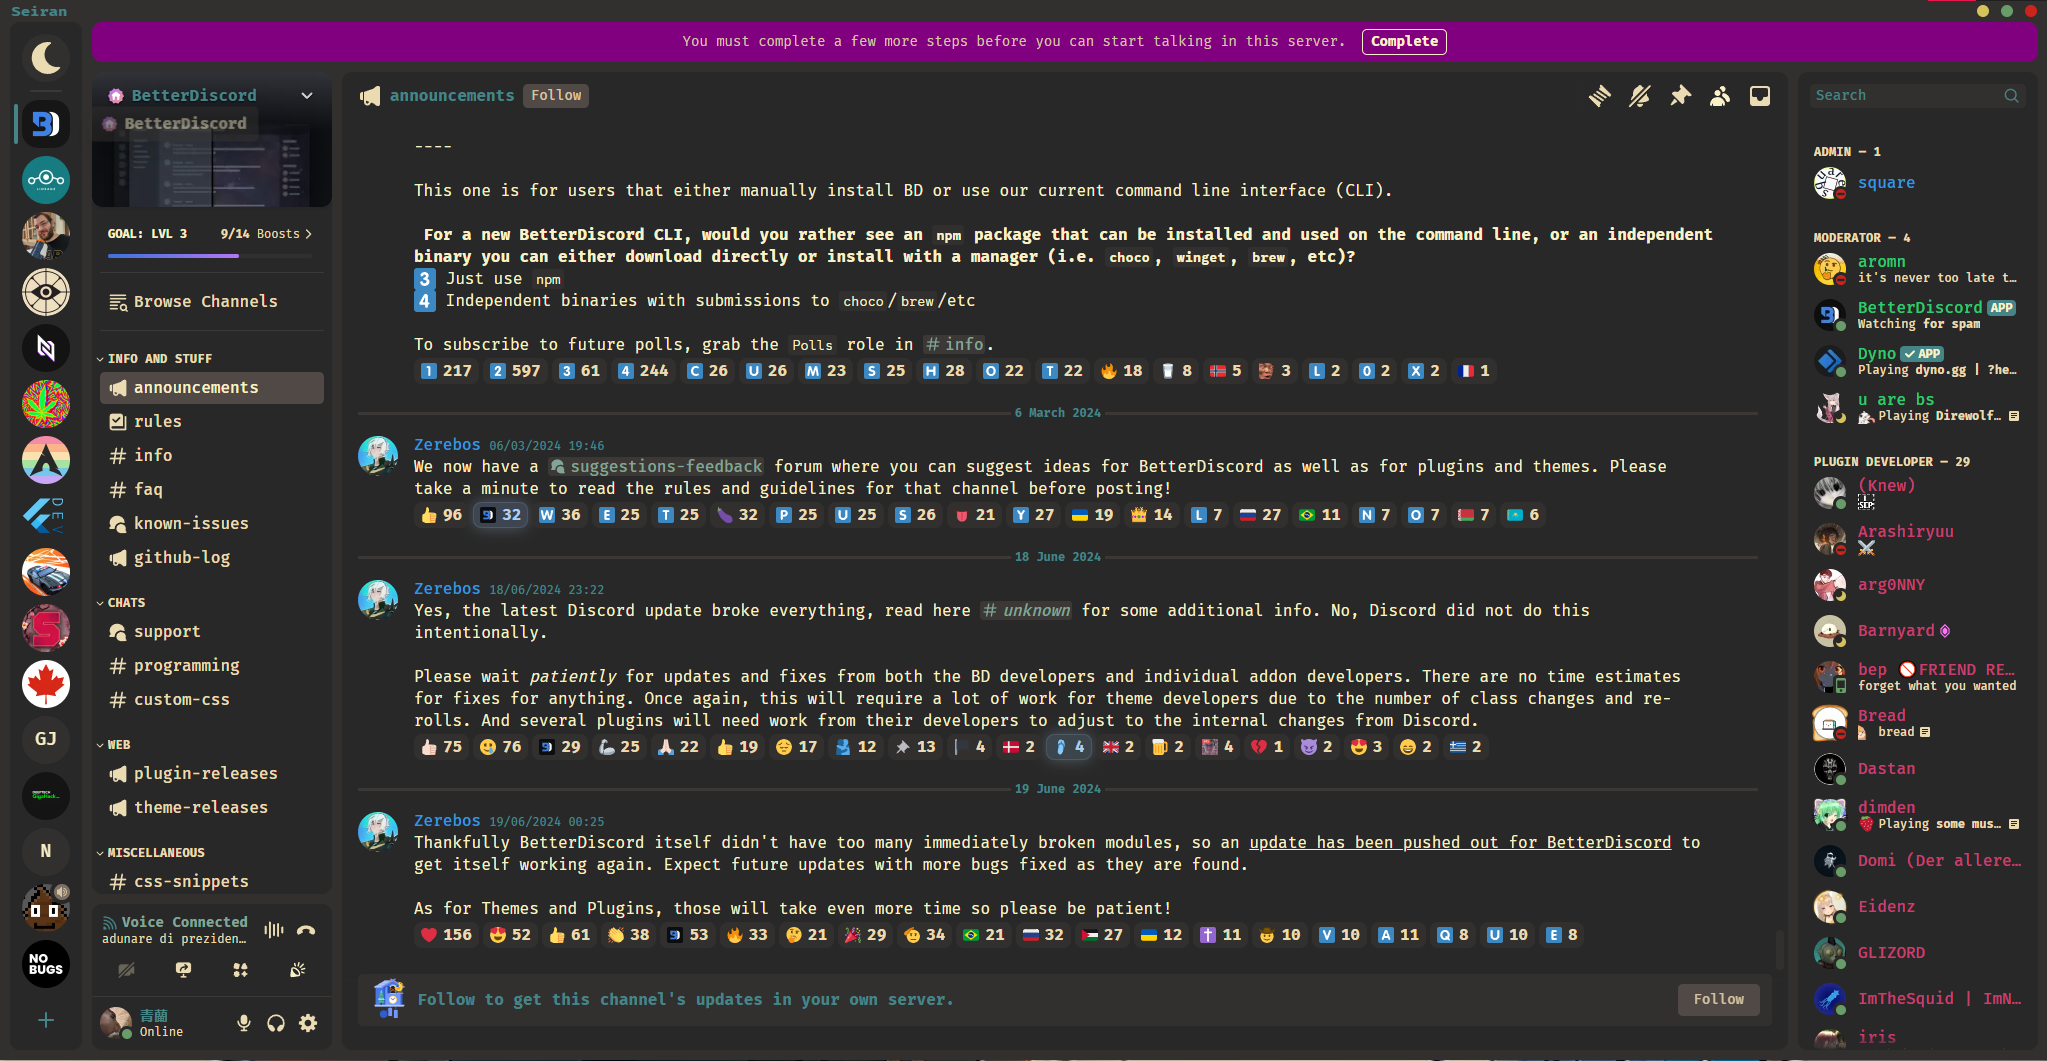 Seiran
You must complete a few more steps before you can start talking in this server.
Complete
BetterDiscord
BetterDiscord
GOAL: LVL 3
9/14 Boosts
Browse Channels
INFO AND STUFF
announcements
rules
info
faq
known-issues
github-log
CHATS
support
programming
custom-css
WEB
plugin-releases
theme-releases
MISCELLANEOUS
css-snippets
DEV
GJ
N
NO
BUGS
Voice Connected
adunare di preziden…
青蘭
Online
announcements
Follow
----
This one is for users that either manually install BD or use our current command line interface (CLI).
For a new BetterDiscord CLI, would you rather see an npm package that can be installed and used on the command line, or an independent
binary you can either download directly or install with a manager (i.e. choco, winget, brew, etc)?
3 Just use npm
4 Independent binaries with submissions to choco/brew/etc
To subscribe to future polls, grab the Polls role in # info.
1 217 2 597 3 61 4 244 C 26 U 26 M 23 S 25 H 28 O 22 T 22 18 8 5 3 L 2 0 2 X 2 1
6 March 2024
Zerebos 06/03/2024 19:46
We now have a suggestions-feedback forum where you can suggest ideas for BetterDiscord as well as for plugins and themes. Please
take a minute to read the rules and guidelines for that channel before posting!
96 32 W 36 E 25 T 25 32 P 25 U 25 S 26 21 Y 27 19 14 L 7 27 11 N 7 O 7 7 6
18 June 2024
Zerebos 18/06/2024 23:22
Yes, the latest Discord update broke everything, read here # unknown for some additional info. No, Discord did not do this
intentionally.
Please wait patiently for updates and fixes from both the BD developers and individual addon developers. There are no time estimates
for fixes for anything. Once again, this will require a lot of work for theme developers due to the number of class changes and re-
rolls. And several plugins will need work from their developers to adjust to the internal changes from Discord.
75 76 29 25 22 19 17 12 13 4 2 4 2 2 4 1 2 3 2 2
19 June 2024
Zerebos 19/06/2024 00:25
Thankfully BetterDiscord itself didn't have too many immediately broken modules, so an update has been pushed out for BetterDiscord to
get itself working again. Expect future updates with more bugs fixed as they are found.
As for Themes and Plugins, those will take even more time so please be patient!
156 52 61 38 53 33 21 29 34 21 32 27 12 11 10 V 10 A 11 Q 8 U 10 E 8
Follow to get this channel's updates in your own server.
Follow
Search
ADMIN — 1
square
MODERATOR — 4
aromn
it's never too late t…
BetterDiscord APP
Watching for spam
Dyno ✓ APP
Playing dyno.gg | ?he…
u are bs
Playing Direwolf…
PLUGIN DEVELOPER — 29
(Knew)
Arashiryuu
arg0NNY
Barnyard
bep 🚫FRIEND RE…
forget what you wanted
Bread
bread
Dastan
dimden
Playing some mus…
Domi (Der allere…
Eidenz
GLIZORD
ImTheSquid | ImN…
iris